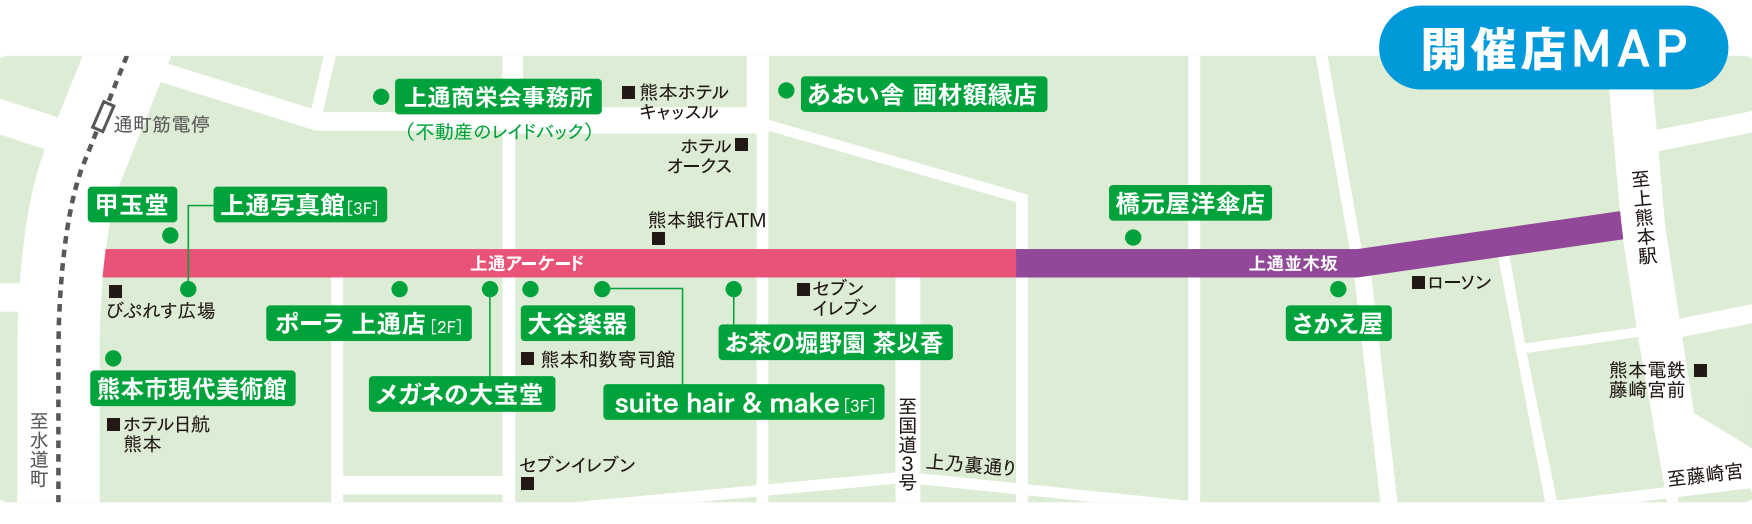 開催店MAP
上通商栄会事務所
（不動産のレイドバック）
熊本ホテル
キャッスル
あおい舎 画材額縁店
通町筋電停
ホテル
オークス
甲玉堂
上通写真館[3F]
熊本銀行ATM
橋元屋洋傘店
至上熊本駅
上通アーケード
上通並木坂
びぷれす広場
セブン
イレブン
ローソン
ポーラ 上通店[2F]
大谷楽器
お茶の堀野園 茶以香
さかえ屋
熊本和数寄司館
熊本市現代美術館
メガネの大宝堂
suite hair & make[3F]
熊本電鉄
藤崎宮前
ホテル日航
熊本
至水道町
至国道3号
セブンイレブン
上乃裏通り
至藤崎宮